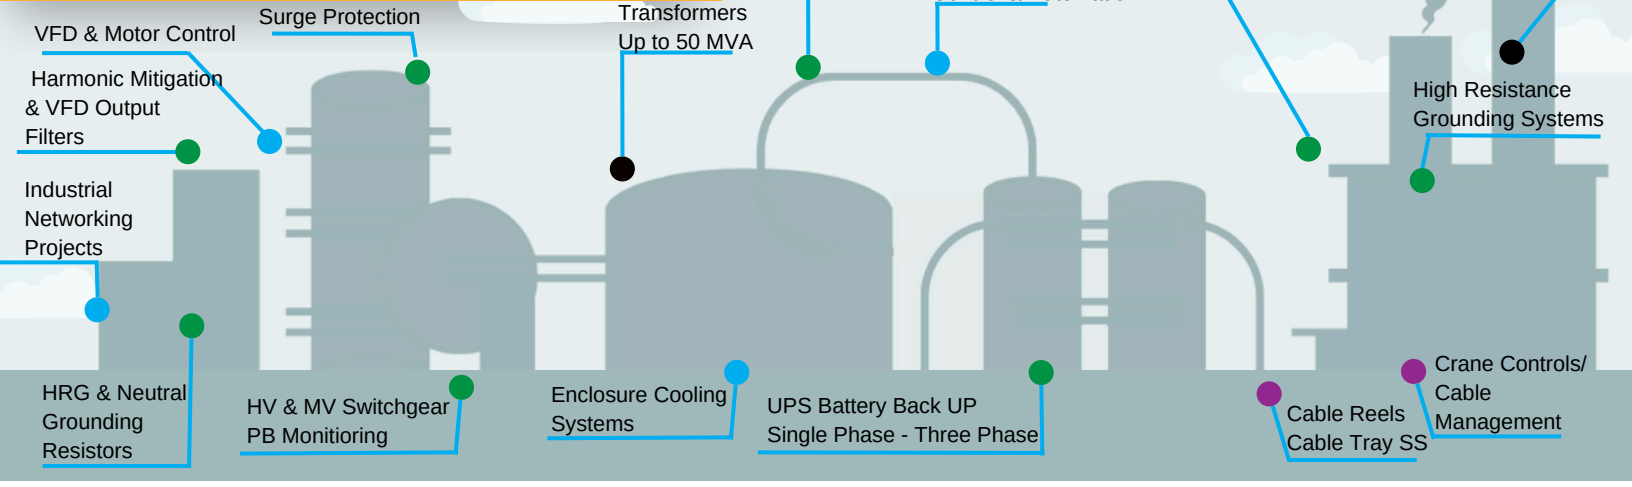 Surge Protection
VFD & Motor Control
Transformers
Up to 50 MVA
Harmonic Mitigation
& VFD Output
Filters
High Resistance
Grounding Systems
Industrial
Networking
Projects
HRG & Neutral
Grounding
Resistors
HV & MV Switchgear
PB Monitioring
Enclosure Cooling
Systems
UPS Battery Back UP
Single Phase - Three Phase
Cable Reels
Cable Tray SS
Crane Controls/
Cable
Management